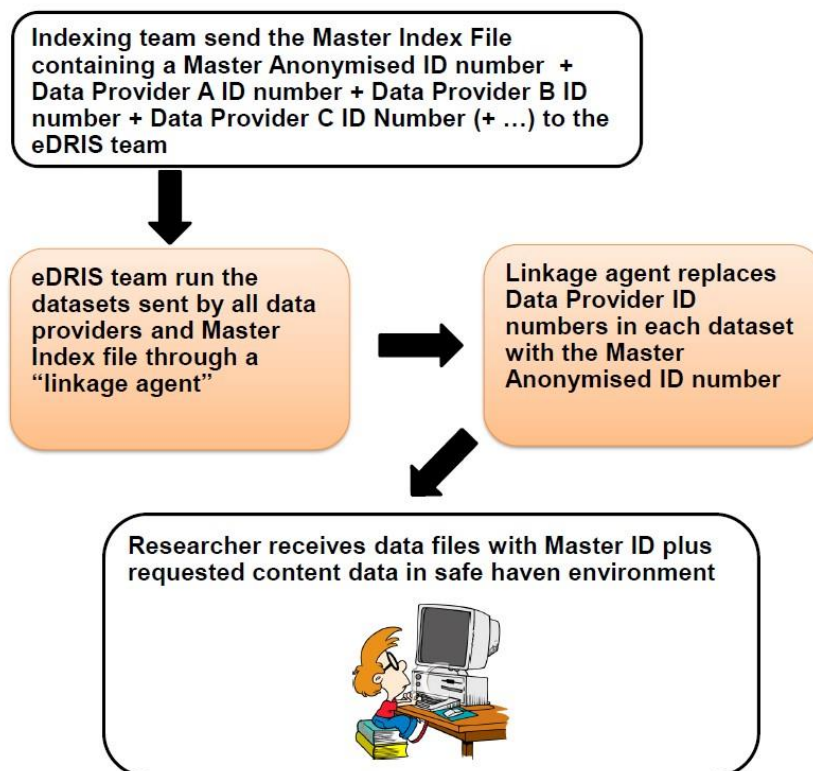 Indexing team send the Master Index File
containing a Master Anonymised ID number + 
Data Provider A ID number + Data Provider B ID
number + Data Provider C ID Number (+ ...) to the
eDRIS team
eDRIS team run the
datasets sent by all data
providers and Master
Index file through a
“linkage agent”
Linkage agent replaces
Data Provider ID
numbers in each dataset
with the Master
Anonymised ID number
Researcher receives data files with Master ID plus
requested content data in safe haven environment